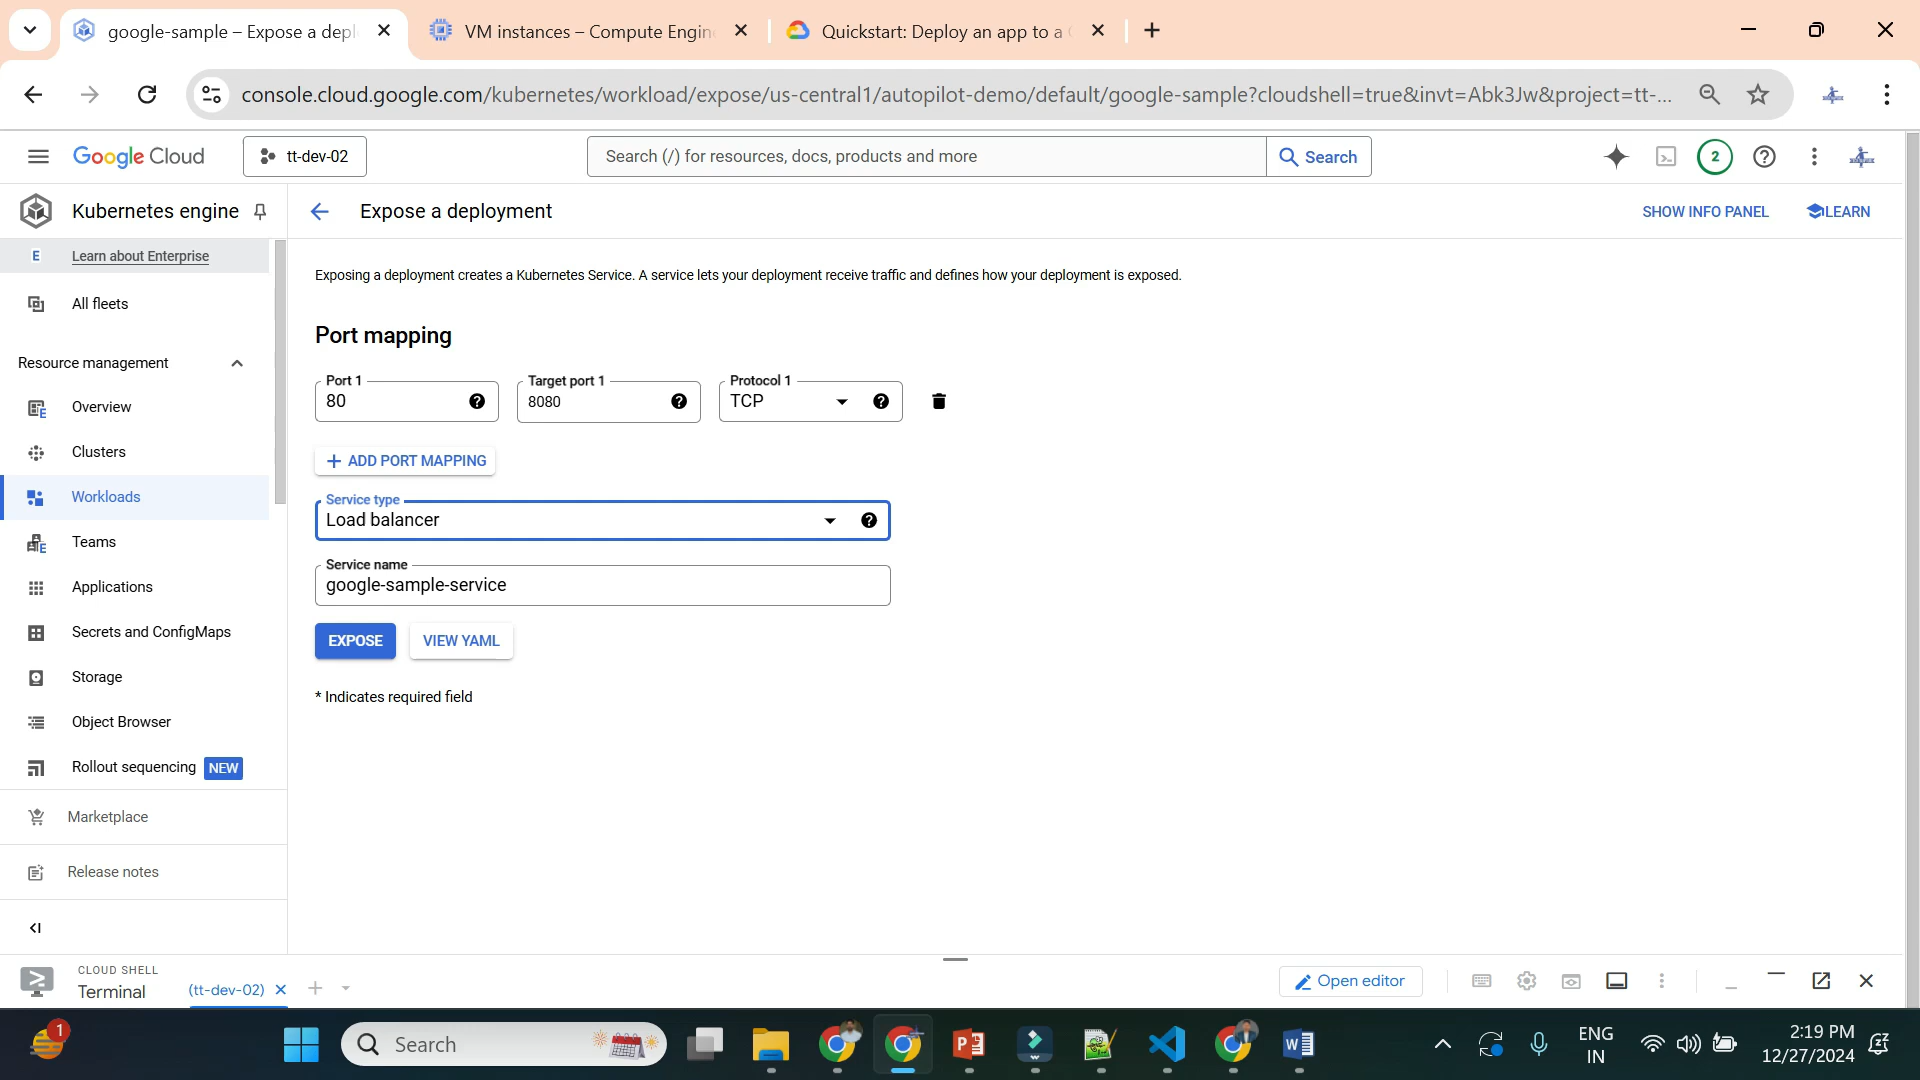 google-sample – Expose a depl
VM instances – Compute Engin
Quickstart: Deploy an app to a
console.cloud.google.com/kubernetes/workload/expose/us-central1/autopilot-demo/default/google-sample?cloudshell=true&invt=Abk3Jw&project=tt-...
Google Cloud
tt-dev-02
Search (/) for resources, docs, products and more
Search
2
Kubernetes engine
Expose a deployment
SHOW INFO PANEL
LEARN
E
Learn about Enterprise
All fleets
Resource management
Overview
Clusters
Workloads
Teams
Applications
Secrets and ConfigMaps
Storage
Object Browser
Rollout sequencing NEW
Marketplace
Release notes
Exposing a deployment creates a Kubernetes Service. A service lets your deployment receive traffic and defines how your deployment is exposed.
Port mapping
Port 1
80
Target port 1
8080
Protocol 1
TCP
+ ADD PORT MAPPING
Service type
Load balancer
Service name
google-sample-service
EXPOSE
VIEW YAML
* Indicates required field
CLOUD SHELL
Terminal
(tt-dev-02)
Open editor
1
Search
ENG
IN
2:19 PM
12/27/2024